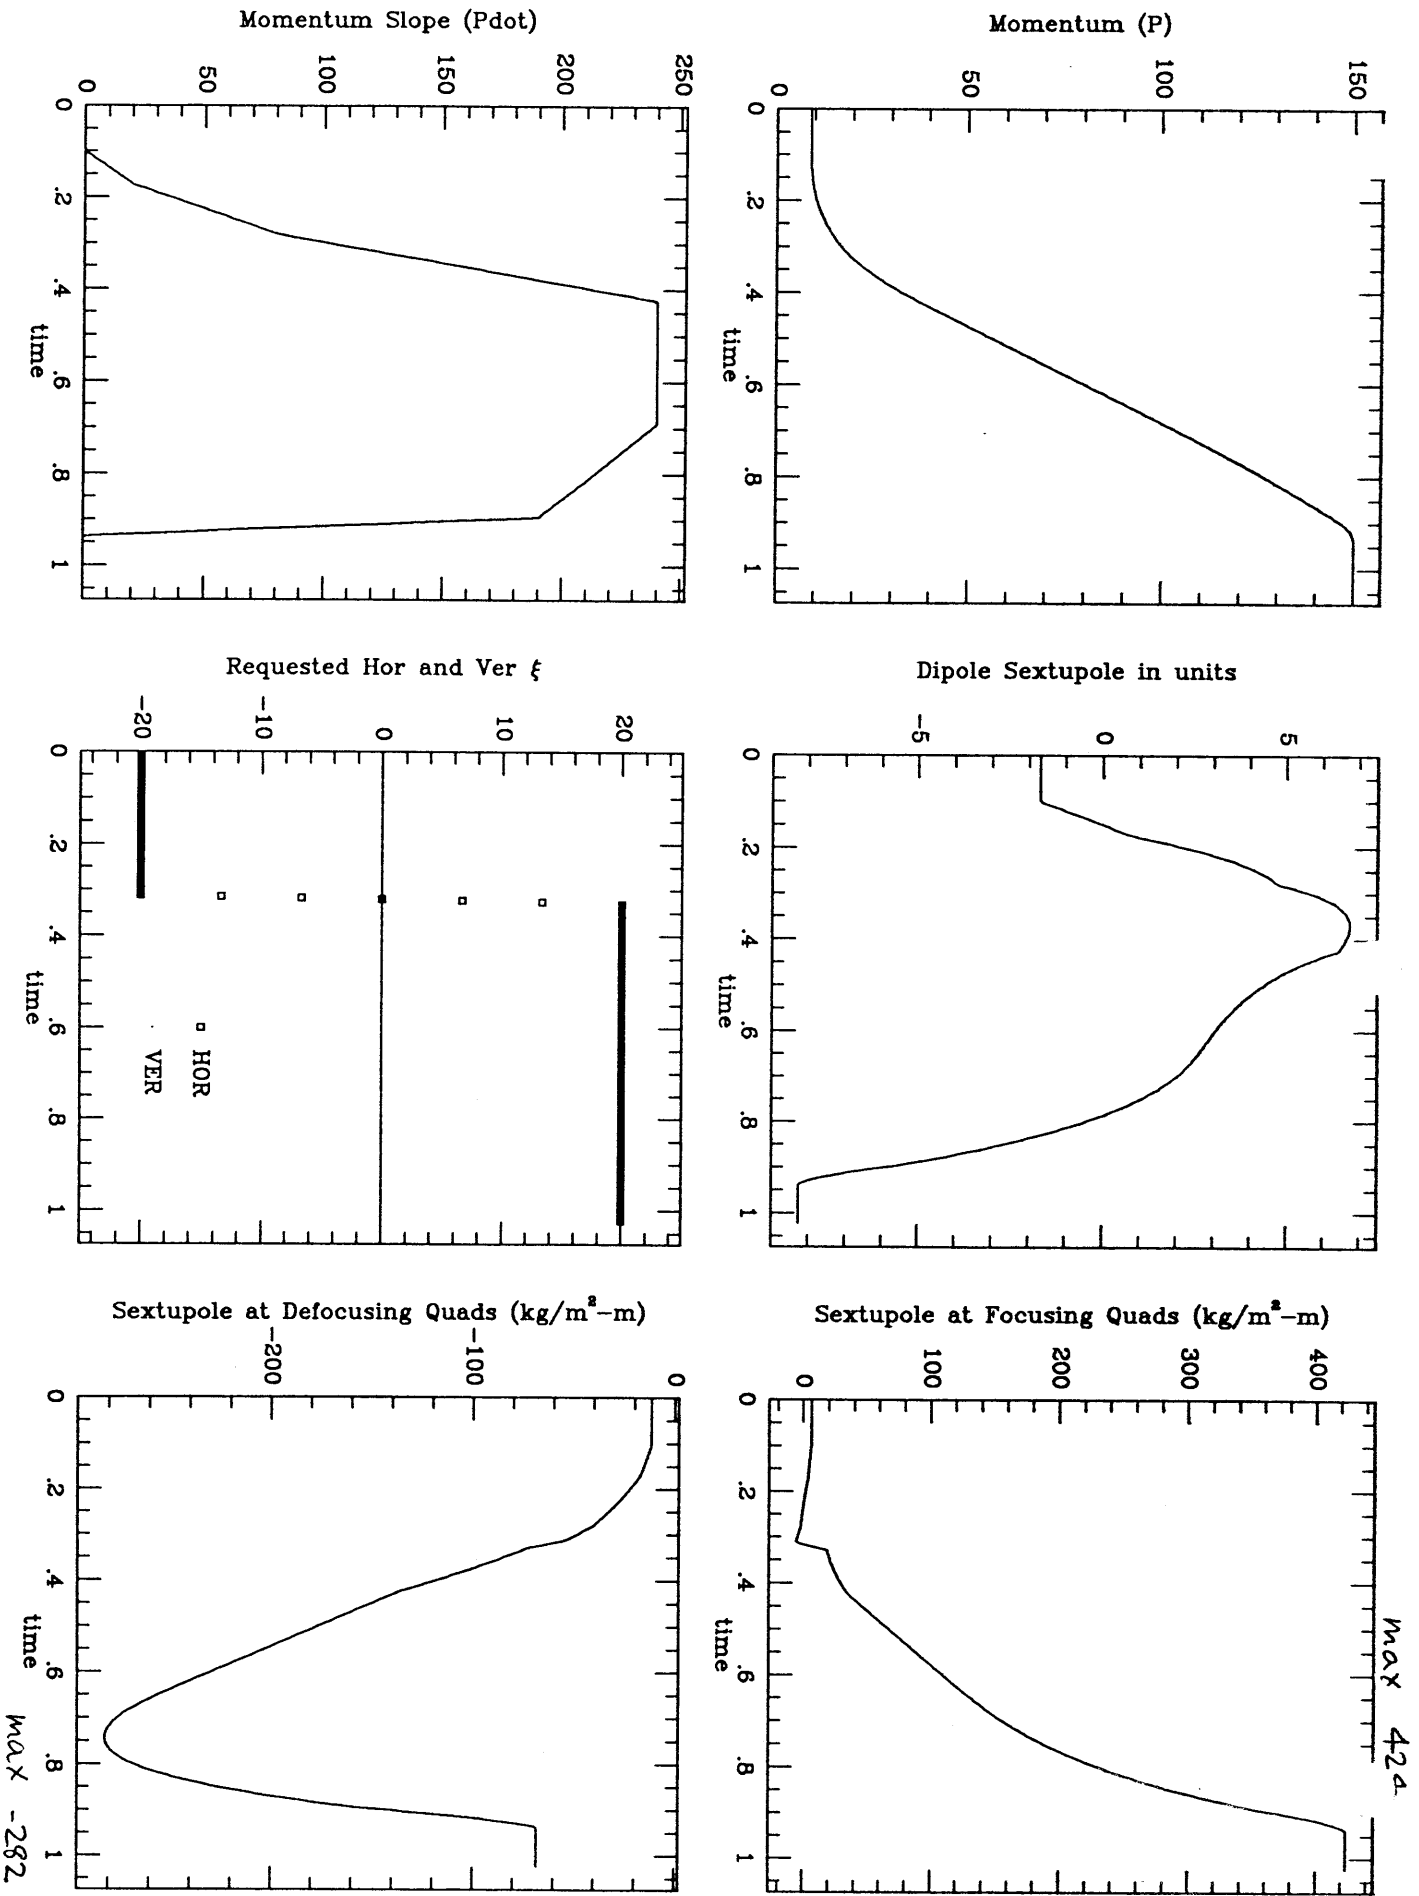 max 424
Momentum (P)
150
100
50
0
0 .2 .4 .6 .8 1
time
Dipole Sextupole in units
5
0
−5
0 .2 .4 .6 .8 1
time
Sextupole at Focusing Quads (kg/m²−m)
400
300
200
100
0
0 .2 .4 .6 .8 1
time
Momentum Slope (Pdot)
250
200
150
100
50
0
0 .2 .4 .6 .8 1
time
Requested Hor and Ver ξ
20
10
0
−10
−20
HOR
VER
0 .2 .4 .6 .8 1
time
Sextupole at Defocusing Quads (kg/m²−m)
0
−100
−200
0 .2 .4 .6 .8 1
time
max -282